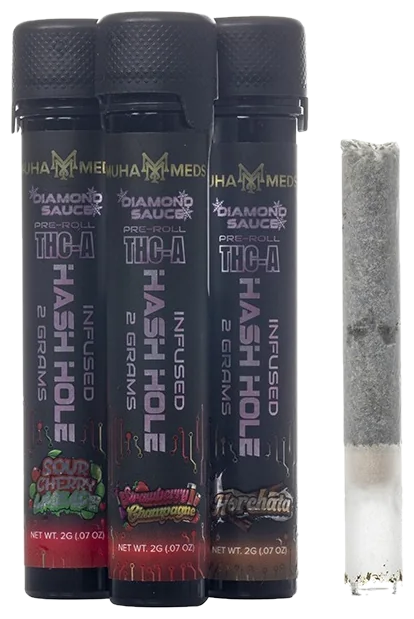 MUHA MEDS
DIAMOND
SAUCE
PRE-ROLL
THC-A
INFUSED
HASH HOLE
2 GRAMS
SOUR
CHERRY
NET WT. 2G (.07 OZ)
MUHA MEDS
DIAMOND
SAUCE
PRE-ROLL
THC-A
INFUSED
HASH HOLE
2 GRAMS
Strawberry
Champagne
NET WT. 2G (.07 OZ)
UHA MEDS
DIAMOND
SAUCE
PRE-ROLL
THC-A
INFUSED
HASH HOLE
2 GRAMS
Horchata
NET WT. 2G (.07 OZ)